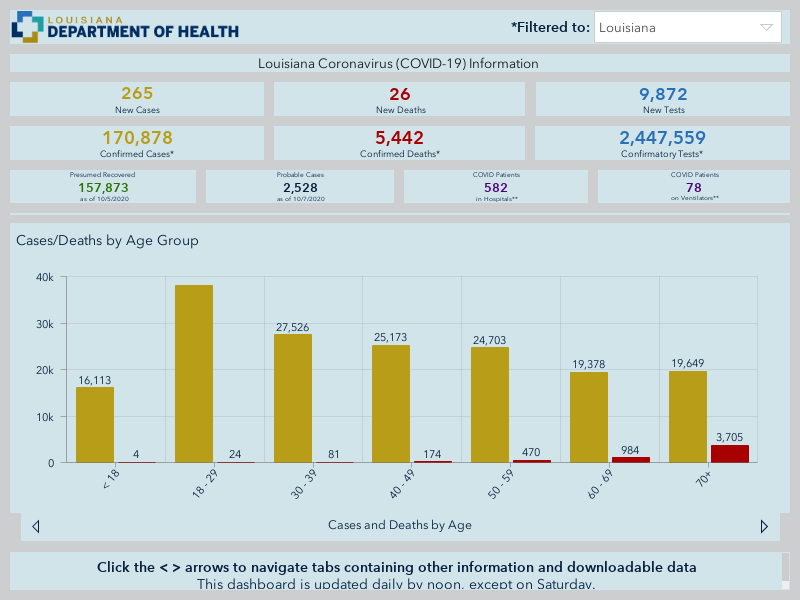 LOUISIANA
DEPARTMENT OF HEALTH
*Filtered to:
Louisiana
Louisiana Coronavirus (COVID-19) Information
265
New Cases
26
New Deaths
9,872
New Tests
170,878
Confirmed Cases*
5,442
Confirmed Deaths*
2,447,559
Confirmatory Tests*
Presumed Recovered
157,873
as of 10/5/2020
Probable Cases
2,528
as of 10/7/2020
COVID Patients
582
in Hospitals**
COVID Patients
78
on Ventilators**
Cases/Deaths by Age Group
40k
30k
20k
10k
0
16,113
4
24
27,526
81
25,173
174
24,703
470
19,378
984
19,649
3,705
< 18
18 - 29
30 - 39
40 - 49
50 - 59
60 - 69
70+
Cases and Deaths by Age
Click the < > arrows to navigate tabs containing other information and downloadable data
This dashboard is updated daily by noon, except on Saturday.